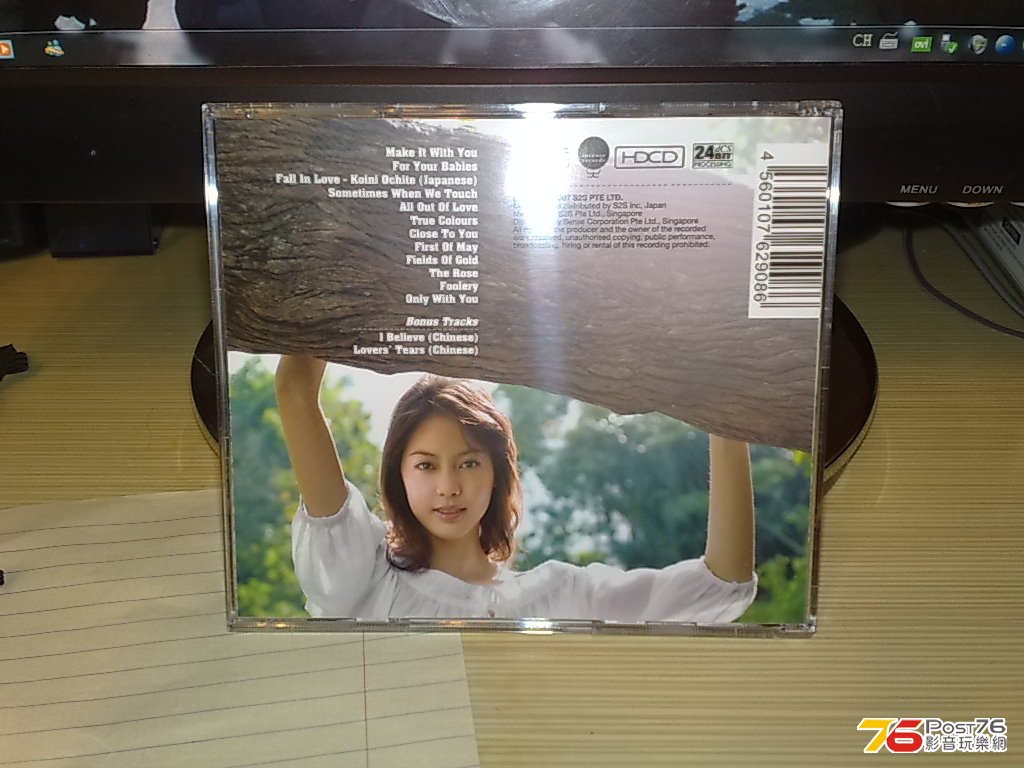 CH
ovi
MENU
DOWN
Make It With You
For Your Babies
Fall In Love - Koini Ochite (Japanese)
Sometimes When We Touch
All Out Of Love
True Colours
Close To You
First Of May
Fields Of Gold
The Rose
Foolery
Only With You
Bonus Tracks
I Believe (Chinese)
Lovers' Tears (Chinese)
HDCD
24 dCS
BIT
PROCESSING
S2S PTE LTD.
distributed by S2S Inc, Japan
S2S Pte Ltd., Singapore
Sense Corporation Pte Ltd., Singapore
the producer and the owner of the recorded
unauthorised copying, public performance,
broadcasting, hiring or rental of this recording prohibited.
4 560107 629086
76 POST76
影音玩樂網